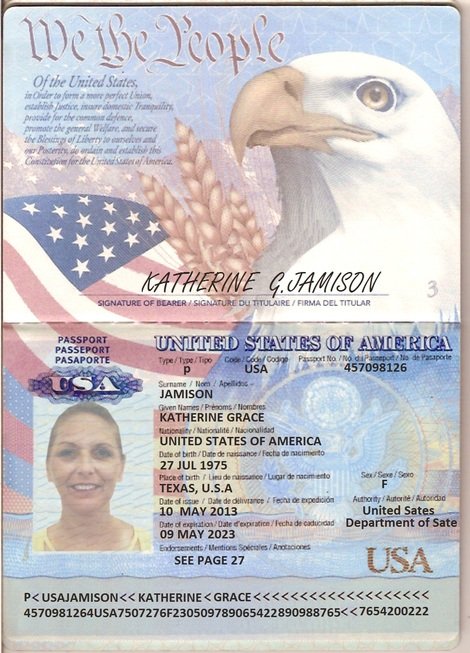 We the People
Of the United States,
in Order to form a more perfect Union,
establish Justice, insure domestic Tranquility,
provide for the common defence,
promote the general Welfare, and secure
the Blessings of Liberty to ourselves and
our Posterity, do ordain and establish this
Constitution for the United States of America.
KATHERINE G.JAMISON
SIGNATURE OF BEARER / SIGNATURE DU TITULAIRE / FIRMA DEL TITULAR
3
PASSPORT
PASSEPORT
PASAPORTE
USA
UNITED STATES OF AMERICA
Type / Type / Tipo Code / Code / Codigo Passport No. / No. du Passeport / No. de Pasaporte
P USA 457098126
Surname / Nom / Apellidos
JAMISON
Given Names / Prénoms / Nombres
KATHERINE GRACE
Nationality / Nationalité / Nacionalidad
UNITED STATES OF AMERICA
Date of birth / Date de naissance / Fecha de nacimiento
27 JUL 1975
Place of birth / Lieu de naissance / Lugar de nacimiento Sex / Sexe / Sexo
TEXAS, U.S.A F
Date of issue / Date de délivrance / Fecha de expedición Authority / Autorité / Autoridad
10 MAY 2013 United States
Date of expiration / Date d'expiration / Fecha de caducidad Department of Sate
09 MAY 2023
Endorsements / Mentions Spéciales / Anotaciones
SEE PAGE 27 USA
P<USAJAMISON<<KATHERINE<GRACE<<<<<<<<<<<<<<<<<<<<
4570981264USA7507276F23050978906542289098​8765<<7654200222